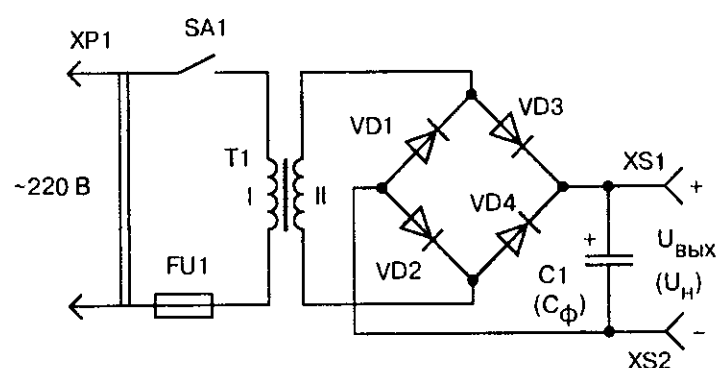 SA1
XP1
VD3
VD1
T1
XS1
~220 В
I
II
VD4
+
+
Uвых
(Uн)
FU1
VD2
C1
(Cф)
–
XS2